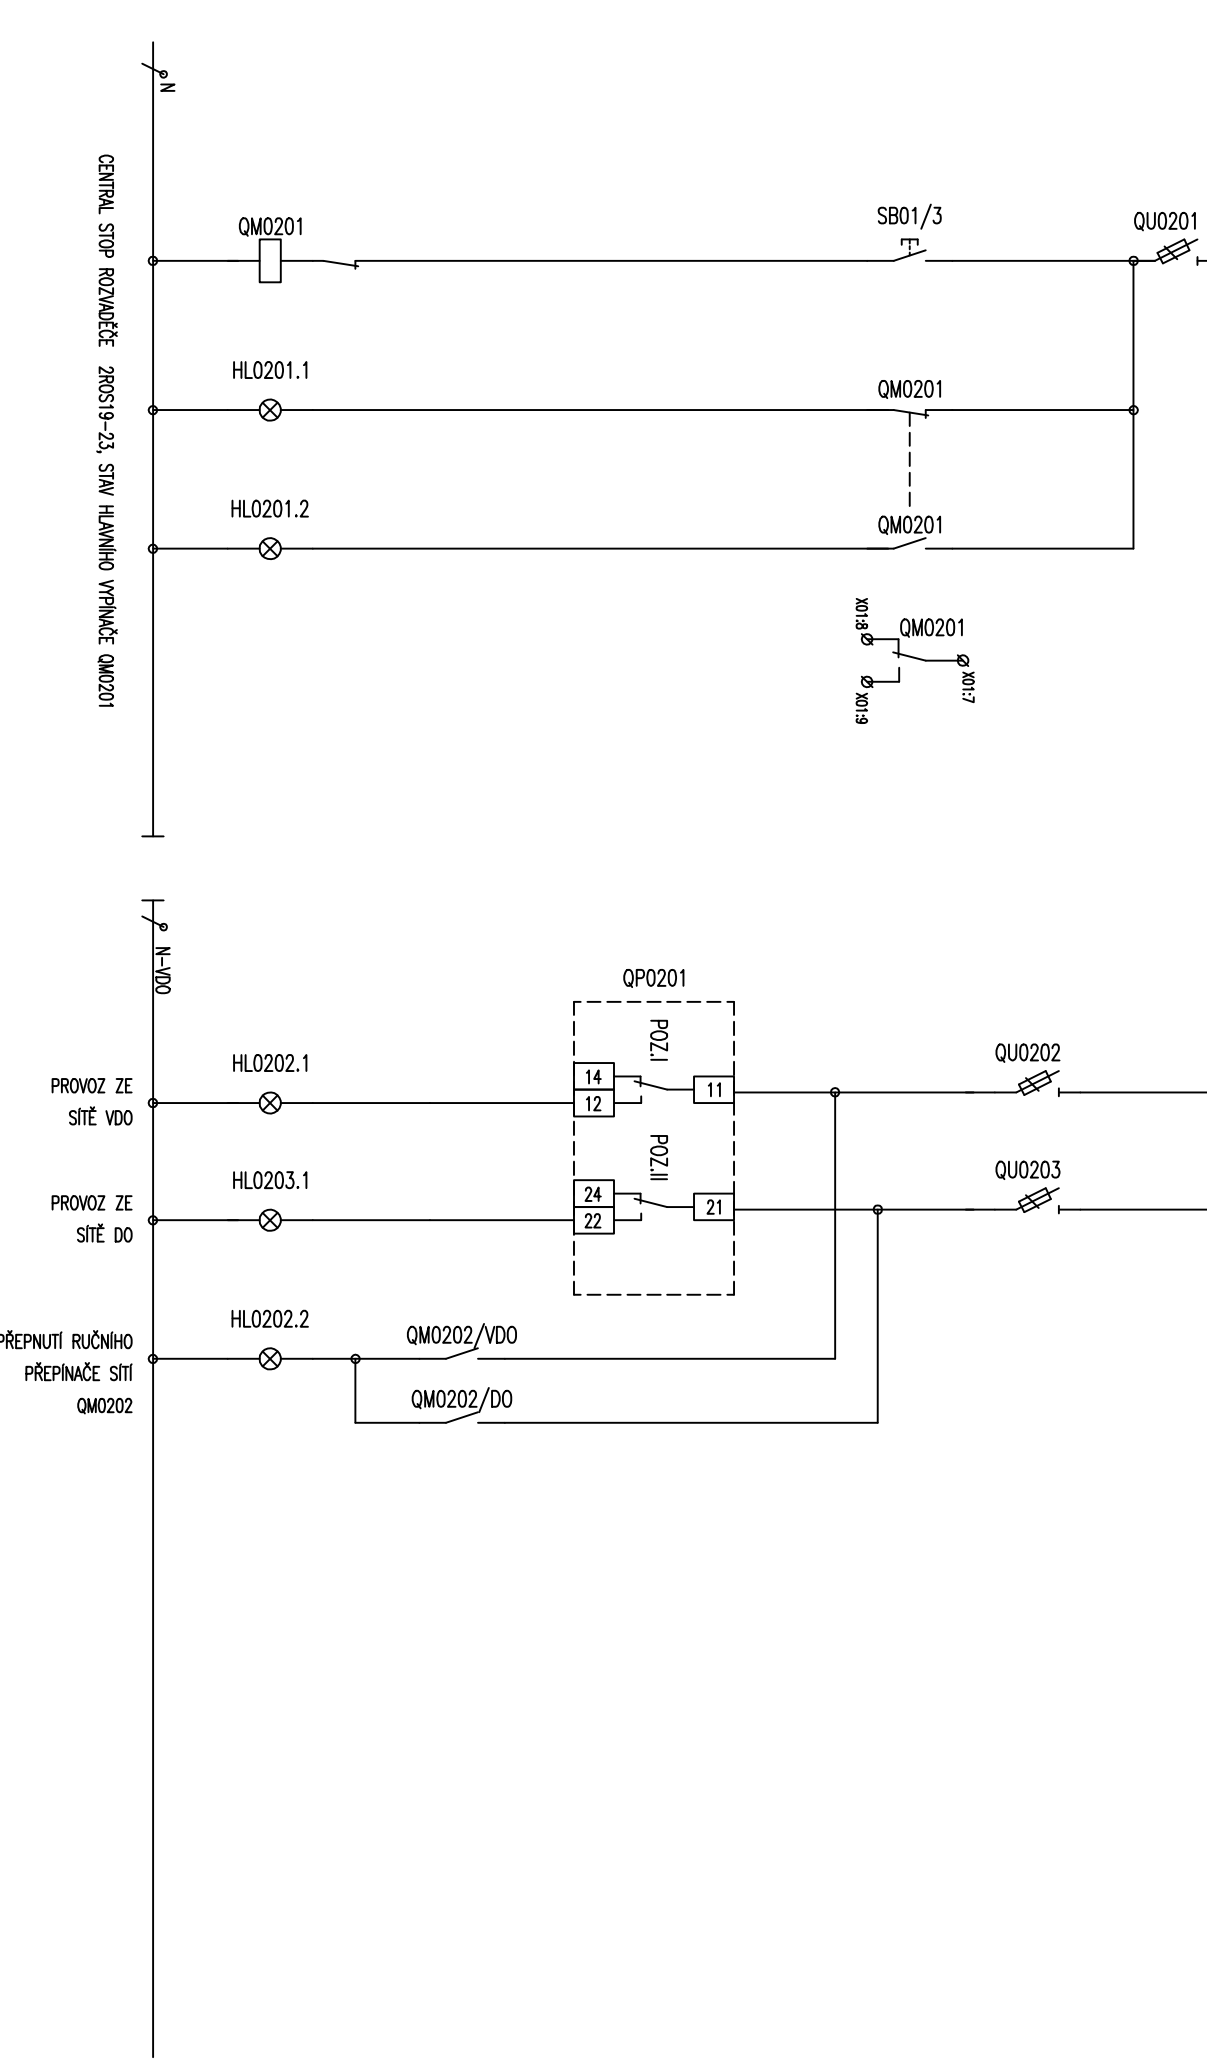 N
CENTRAL STOP ROZVADĚČE 2ROS19-23, STAV HLAVNÍHO VYPÍNAČE QM0201
QM0201
SB01/3
QU0201
HL0201.1
QM0201
HL0201.2
QM0201
X01:8
QM0201
X01:7
X01:9
N-VDO
QP0201
POZ.I
14
12
11
HL0202.1
QU0202
PROVOZ ZE
SÍTĚ VDO
POZ.II
24
22
21
HL0203.1
QU0203
PROVOZ ZE
SÍTĚ DO
HL0202.2
QM0202/VDO
PŘEPNUTÍ RUČNÍHO
PŘEPÍNAČE SÍTÍ
QM0202
QM0202/DO